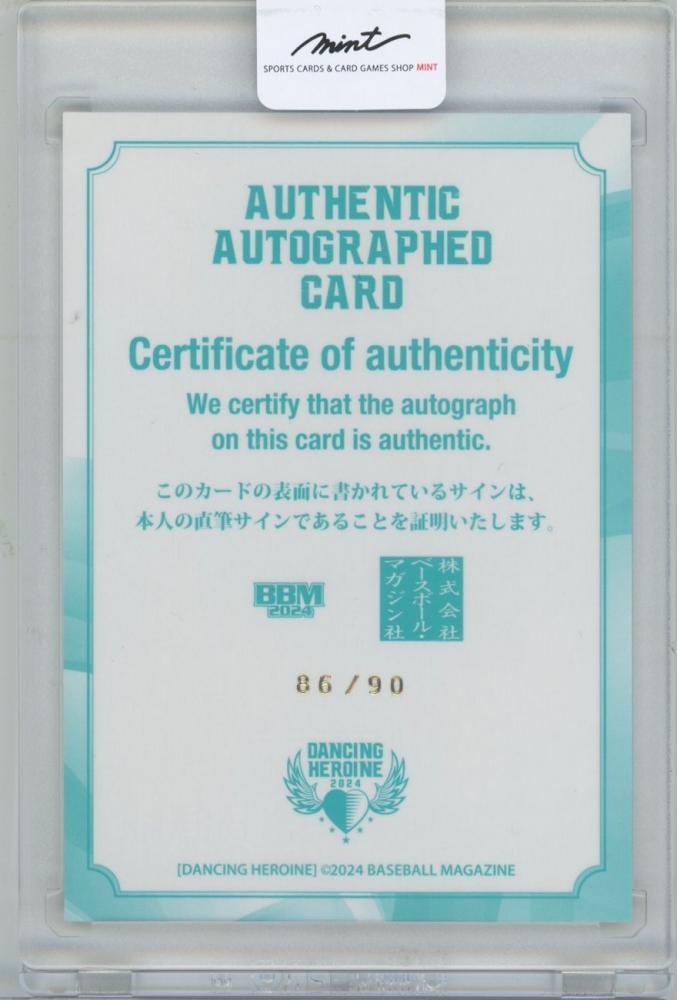 mint
SPORTS CARDS & CARD GAMES SHOP MINT
AUTHENTIC
AUTOGRAPHED
CARD
Certificate of authenticity
We certify that the autograph
on this card is authentic.
このカードの表面に書かれているサインは、
本人の直筆サインであることを証明いたします。
BBM
2024
株式会社
ベースボール・
マガジン社
86/90
DANCING
HEROINE
2024
[DANCING HEROINE] ©2024 BASEBALL MAGAZINE